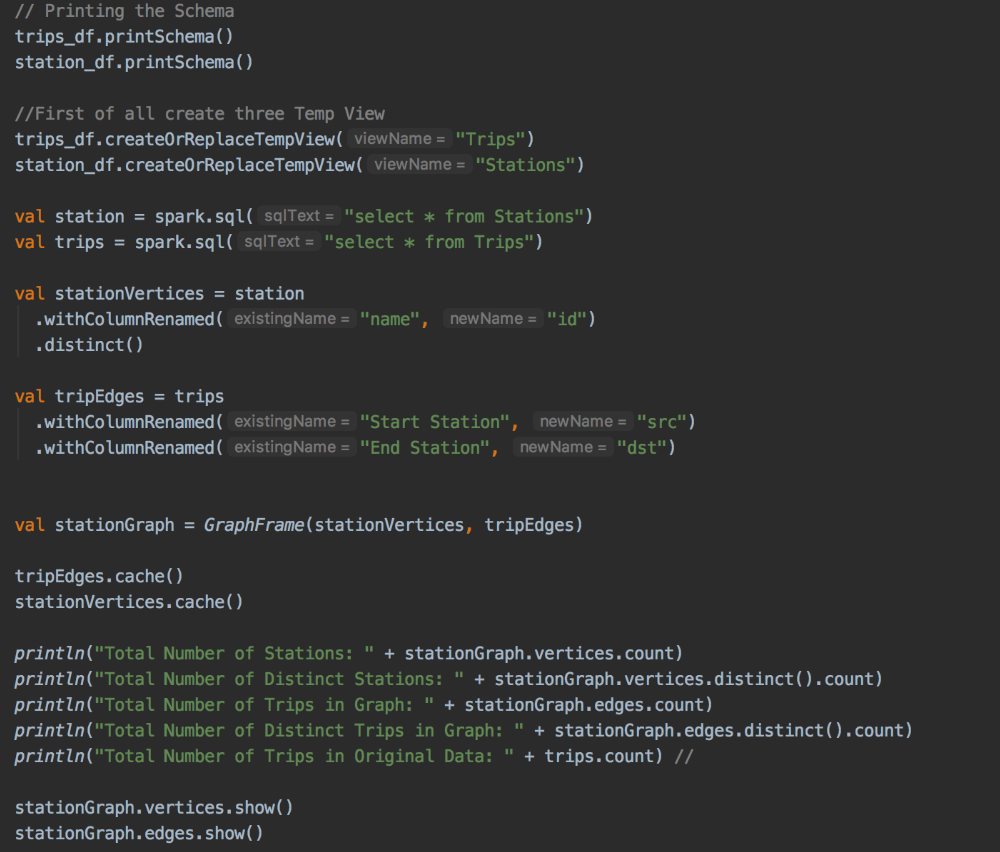 // Printing the Schema
trips_df.printSchema()
station_df.printSchema()
//First of all create three Temp View
trips_df.createOrReplaceTempView( viewName = "Trips")
station_df.createOrReplaceTempView( viewName = "Stations")
val station = spark.sql( sqlText = "select * from Stations")
val trips = spark.sql( sqlText = "select * from Trips")
val stationVertices = station
.withColumnRenamed( existingName = "name", newName = "id")
.distinct()
val tripEdges = trips
.withColumnRenamed( existingName = "Start Station", newName = "src")
.withColumnRenamed( existingName = "End Station", newName = "dst")
val stationGraph = GraphFrame(stationVertices, tripEdges)
tripEdges.cache()
stationVertices.cache()
println("Total Number of Stations: " + stationGraph.vertices.count)
println("Total Number of Distinct Stations: " + stationGraph.vertices.distinct().count)
println("Total Number of Trips in Graph: " + stationGraph.edges.count)
println("Total Number of Distinct Trips in Graph: " + stationGraph.edges.distinct().count)
println("Total Number of Trips in Original Data: " + trips.count) //
stationGraph.vertices.show()
stationGraph.edges.show()